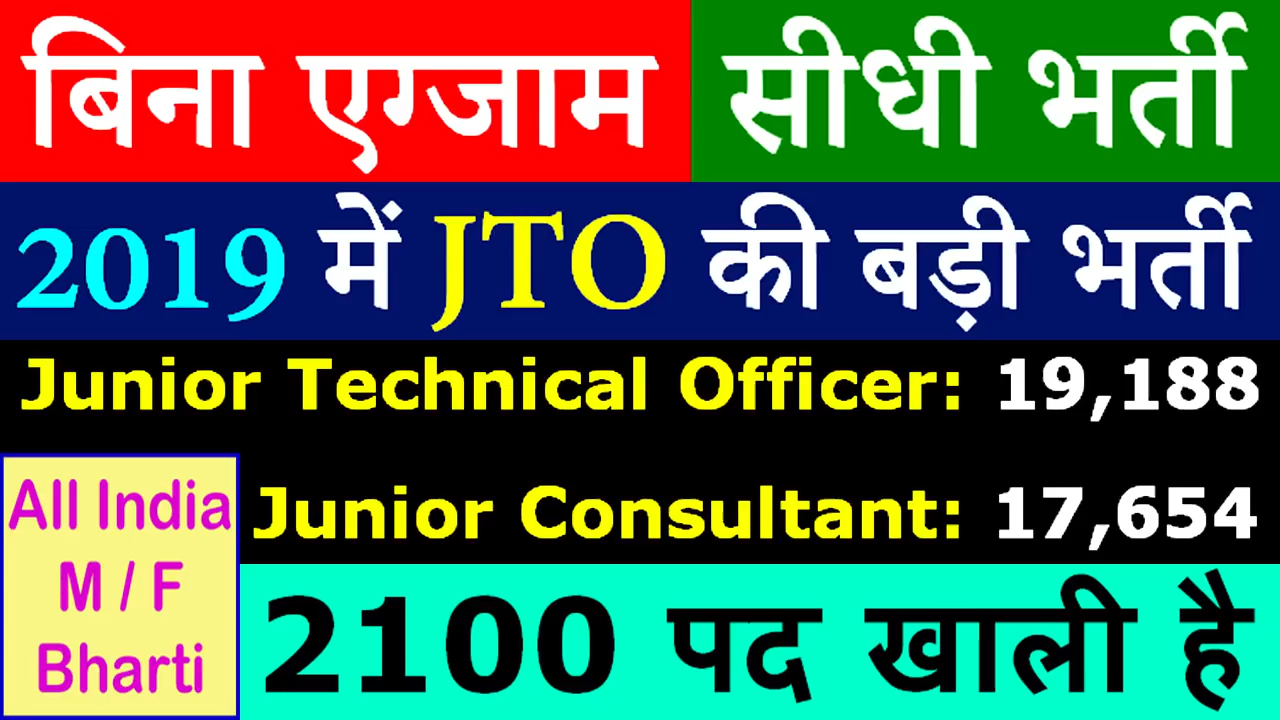 बिना एग्जाम सीधी भर्ती
2019 में JTO की बड़ी भर्ती
Junior Technical Officer: 19,188
Junior Consultant: 17,654
All India
M / F
Bharti
2100 पद खाली है